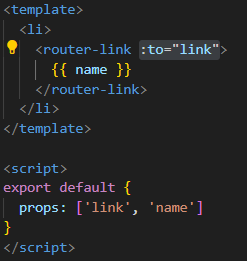 <template>
  <li>
    <router-link :to="link">
      {{ name }}
    </router-link>
  </li>
</template>

<script>
export default {
  props: ['link', 'name']
}
</script>